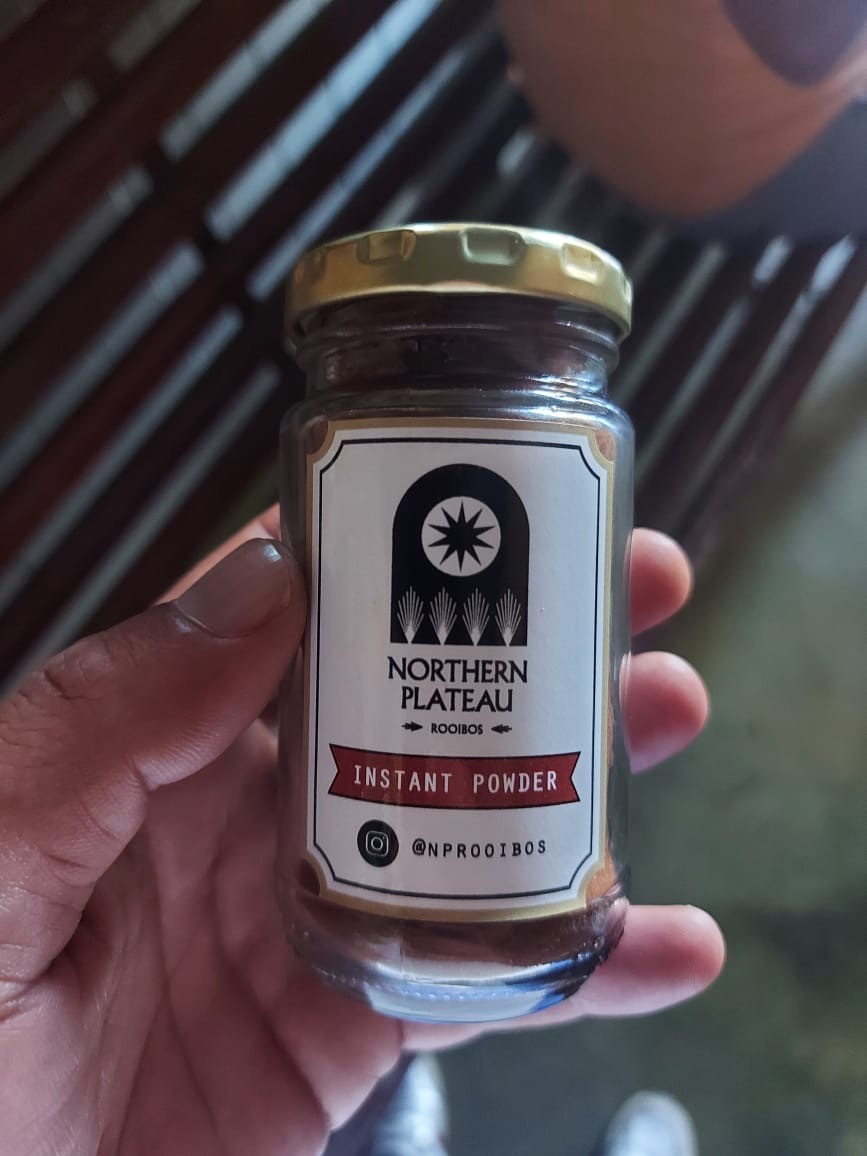 NORTHERN
PLATEAU
ROOIBOS
INSTANT POWDER
@NPROOIBOS